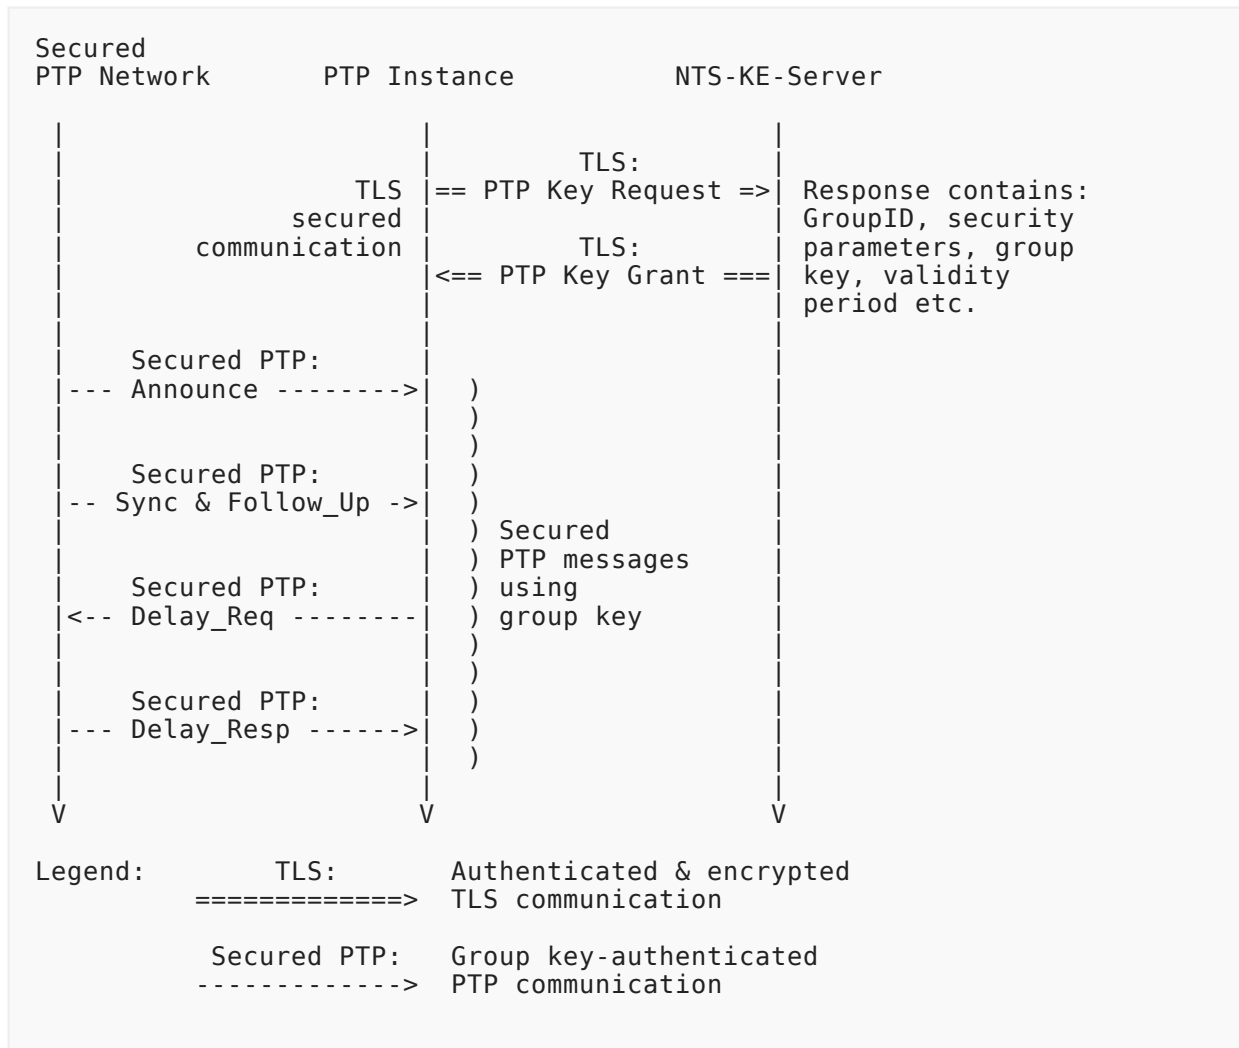 Secured
PTP Network       PTP Instance          NTS-KE-Server

 |                      |                     |
 |                      |         TLS:        |
 |                  TLS |== PTP Key Request =>| Response contains:
 |              secured |                     | GroupID, security
 |        communication |         TLS:        | parameters, group
 |                      |<== PTP Key Grant ===| key, validity
 |                      |                     | period etc.
 |                      |                     |
 |    Secured PTP:      |                     |
 |--- Announce -------->|  )                  |
 |                      |  )                  |
 |                      |  )                  |
 |    Secured PTP:      |  )                  |
 |-- Sync & Follow_Up ->|  )                  |
 |                      |  ) Secured          |
 |                      |  ) PTP messages     |
 |    Secured PTP:      |  ) using            |
 |<-- Delay_Req --------|  ) group key        |
 |                      |  )                  |
 |                      |  )                  |
 |    Secured PTP:      |  )                  |
 |--- Delay_Resp ------>|  )                  |
 |                      |  )                  |
 |                      |                     |
 V                      V                     V

Legend:        TLS:       Authenticated & encrypted
          =============>  TLS communication

           Secured PTP:   Group key-authenticated
          ------------->  PTP communication